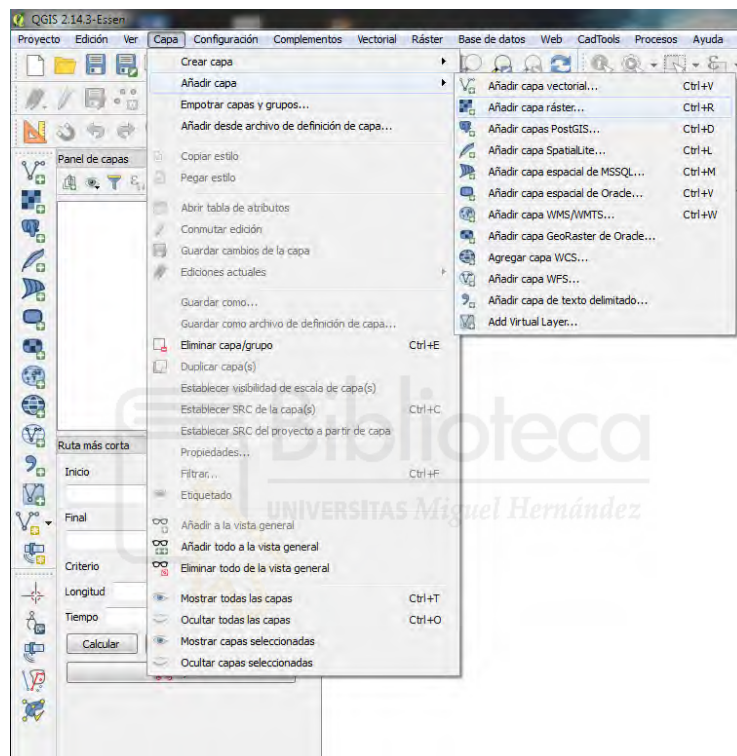 QGIS 2.14.3-Essen
Proyecto Edición Ver Capa Configuración Complementos Vectorial Ráster Base de datos Web CadTools Procesos Ayuda
Crear capa
Añadir capa
Empotrar capas y grupos...
Añadir desde archivo de definición de capa...
Copiar estilo
Pegar estilo
Abrir tabla de atributos
Conmutar edición
Guardar cambios de la capa
Ediciones actuales
Guardar como...
Guardar como archivo de definición de capa...
Eliminar capa/grupo Ctrl+E
Duplicar capa(s)
Establecer visibilidad de escala de capa(s)
Establecer SRC de la capa(s) Ctrl+C
Establecer SRC del proyecto a partir de capa
Propiedades...
Filtrar... Ctrl+F
Etiquetado
Añadir a la vista general
Añadir todo a la vista general
Eliminar todo de la vista general
Mostrar todas las capas Ctrl+T
Ocultar todas las capas Ctrl+O
Mostrar capas seleccionadas
Ocultar capas seleccionadas
Añadir capa vectorial... Ctrl+V
Añadir capa ráster... Ctrl+R
Añadir capas PostGIS... Ctrl+D
Añadir capa SpatiaLite... Ctrl+L
Añadir capa espacial de MSSQL... Ctrl+M
Añadir capa espacial de Oracle... Ctrl+V
Añadir capa WMS/WMTS... Ctrl+W
Añadir capa GeoRaster de Oracle...
Agregar capa WCS...
Añadir capa WFS...
Añadir capa de texto delimitado...
Add Virtual Layer...
Panel de capas
Ruta más corta
Inicio
Final
Criterio
Longitud
Tiempo
Calcular
Biblioteca
UNIVERSITAS Miguel Hernández